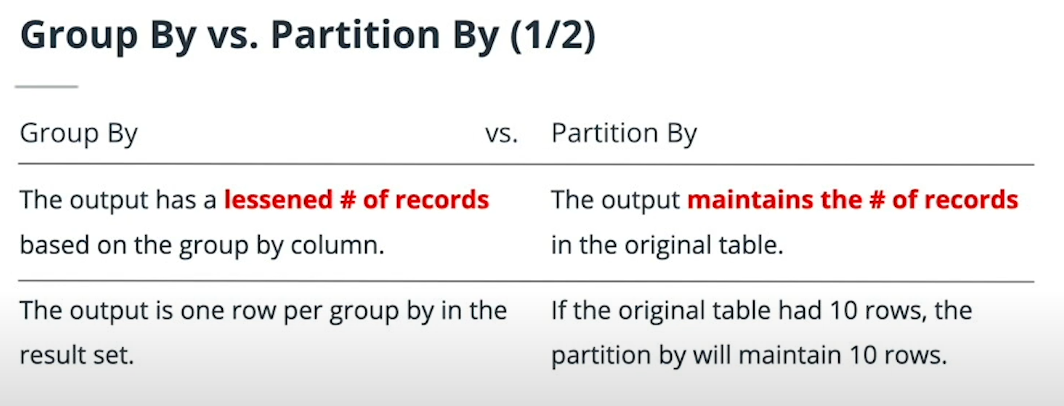 Group By vs. Partition By (1/2)
Group By vs. Partition By
The output has a lessened # of records
based on the group by column.
The output maintains the # of records
in the original table.
The output is one row per group by in the
result set.
If the original table had 10 rows, the
partition by will maintain 10 rows.